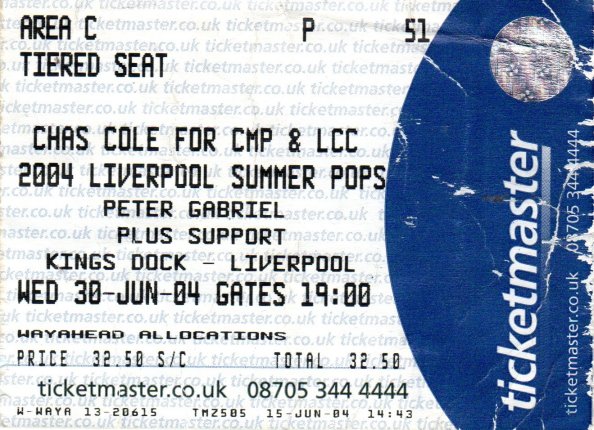 AREA C P 51
TIERED SEAT
CHAS COLE FOR CMP & LCC
2004 LIVERPOOL SUMMER POPS
PETER GABRIEL
PLUS SUPPORT
KINGS DOCK - LIVERPOOL
WED 30-JUN-04 GATES 19:00
WAYAHEAD ALLOCATIONS
PRICE 32.50 S/C TOTAL 32.50
ticketmaster.co.uk 08705 344 4444
W-WAYA 13-20615 TM2505 15-JUN-04 14:43
ticketmaster
ticketmaster.co.uk 08705 344 4444